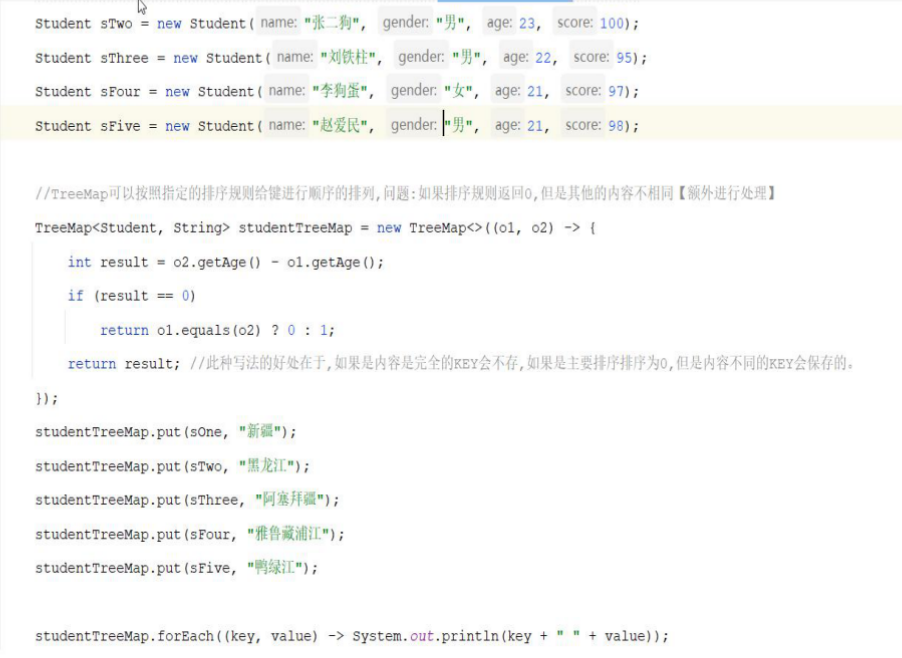 Student sTwo = new Student( name: "张二狗", gender: "男", age: 23, score: 100);
Student sThree = new Student( name: "刘铁柱", gender: "男", age: 22, score: 95);
Student sFour = new Student( name: "李狗蛋", gender: "女", age: 21, score: 97);
Student sFive = new Student( name: "赵爱民", gender: "男", age: 21, score: 98);
//TreeMap可以按照指定的排序规则给键进行顺序的排列,问题:如果排序规则返回0,但是其他的内容不相同【额外进行处理】
TreeMap<Student, String> studentTreeMap = new TreeMap<>((o1, o2) -> {
int result = o2.getAge() - o1.getAge();
if (result == 0)
return o1.equals(o2) ? 0 : 1;
return result; //此种写法的好处在于,如果是内容是完全的KEY会不存,如果是主要排序排序为0,但是内容不同的KEY会保存的。
});
studentTreeMap.put(sOne, "新疆");
studentTreeMap.put(sTwo, "黑龙江");
studentTreeMap.put(sThree, "阿塞拜疆");
studentTreeMap.put(sFour, "雅鲁藏浦江");
studentTreeMap.put(sFive, "鸭绿江");
studentTreeMap.forEach((key, value) -> System.out.println(key + " " + value));